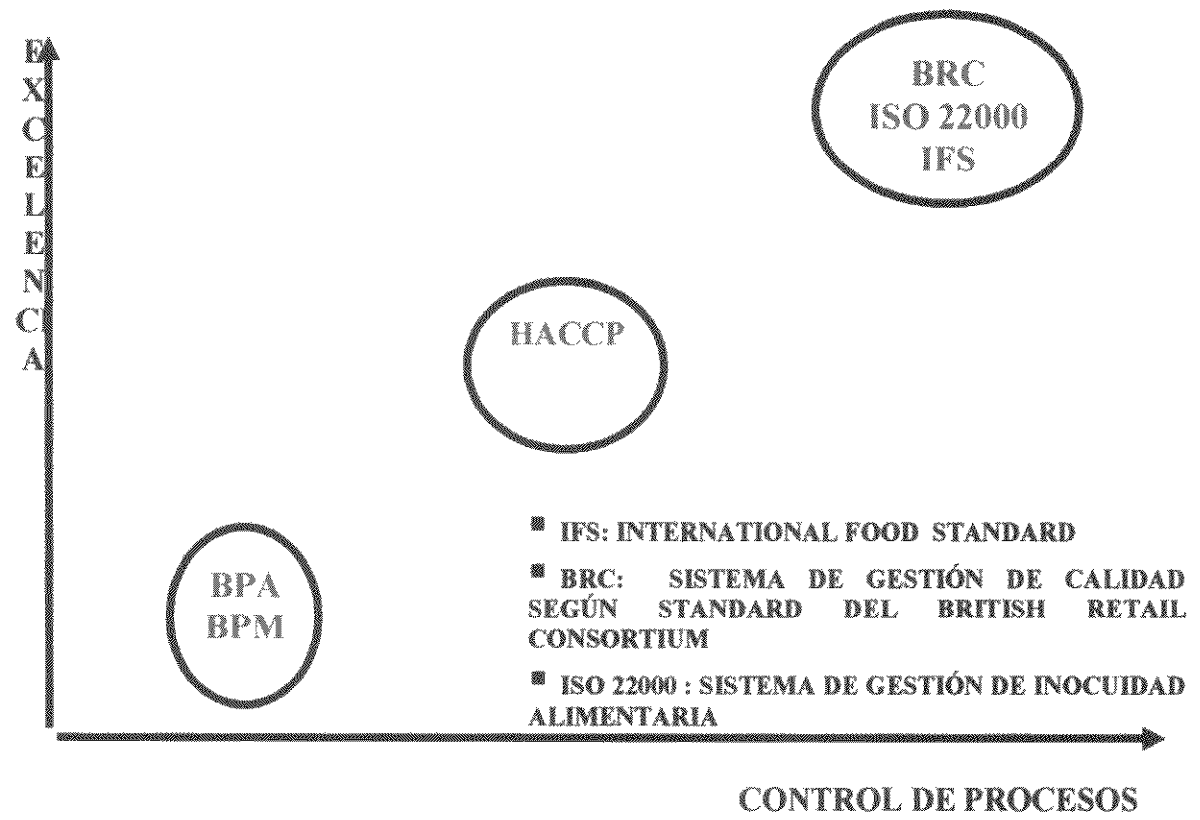 E
X
C
E
L
E
N
CI
A
BRC
ISO 22000
IFS
HACCP
BPA
BPM
▪ IFS: INTERNATIONAL FOOD STANDARD
▪ BRC: SISTEMA DE GESTIÓN DE CALIDAD
SEGÚN STANDARD DEL BRITISH RETAIL
CONSORTIUM
▪ ISO 22000 : SISTEMA DE GESTIÓN DE INOCUIDAD
ALIMENTARIA
CONTROL DE PROCESOS